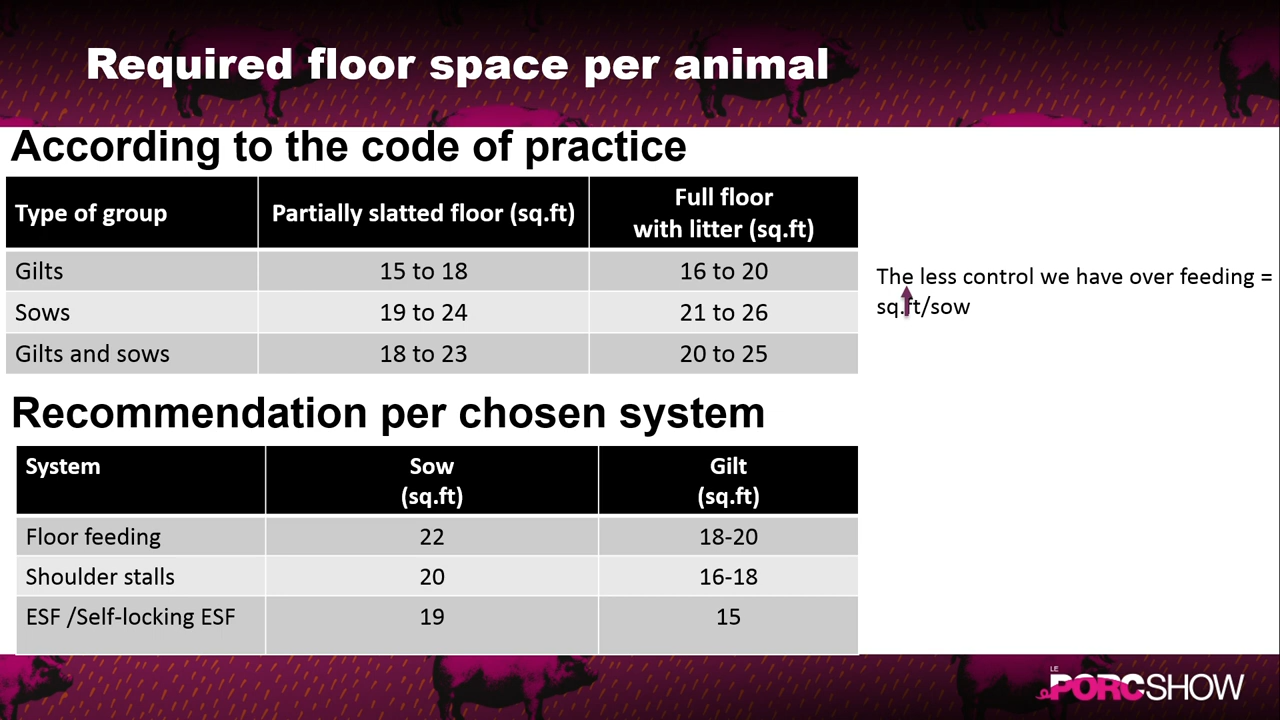 Required floor space per animal
According to the code of practice
Type of group Partially slatted floor (sq.ft) Full floor with litter (sq.ft)
Gilts 15 to 18 16 to 20
Sows 19 to 24 21 to 26
Gilts and sows 18 to 23 20 to 25
The less control we have over feeding =
sq.ft/sow
Recommendation per chosen system
System Sow (sq.ft) Gilt (sq.ft)
Floor feeding 22 18-20
Shoulder stalls 20 16-18
ESF /Self-locking ESF 19 15
LE
PORCSHOW